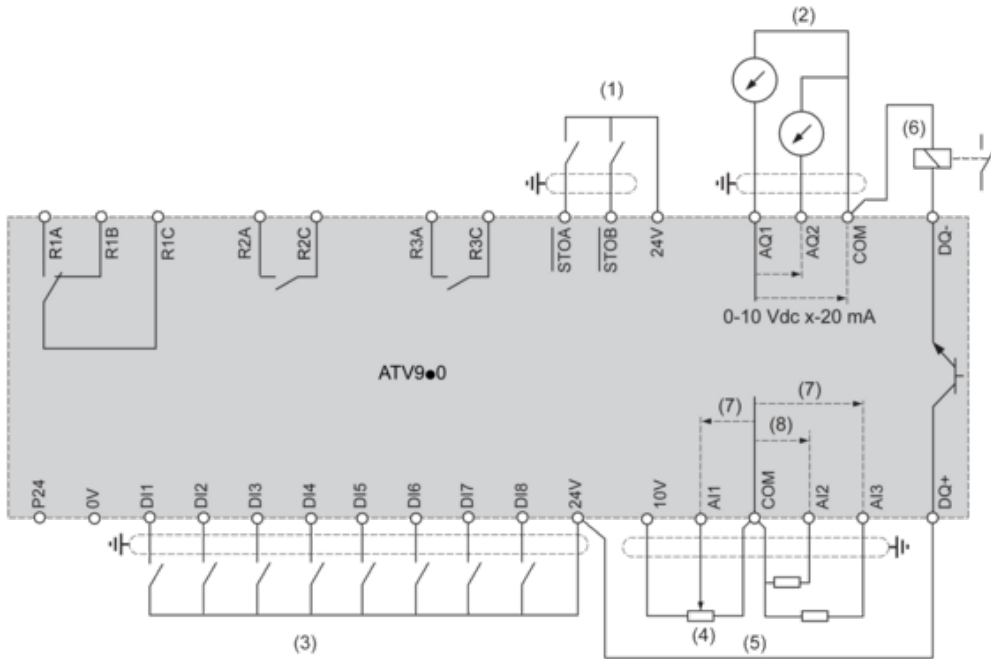 (2)
(1)
(6)
R1A R1B R1C R2A R2C R3A R3C STOA STOB 24V AQ1 AQ2 COM DQ-
0-10 Vdc x-20 mA
ATV9●0
(7)
(7)
(8)
P24 0V DI1 DI2 DI3 DI4 DI5 DI6 DI7 DI8 24V 10V AI1 COM AI2 AI3 DQ+
(3) (4) (5)